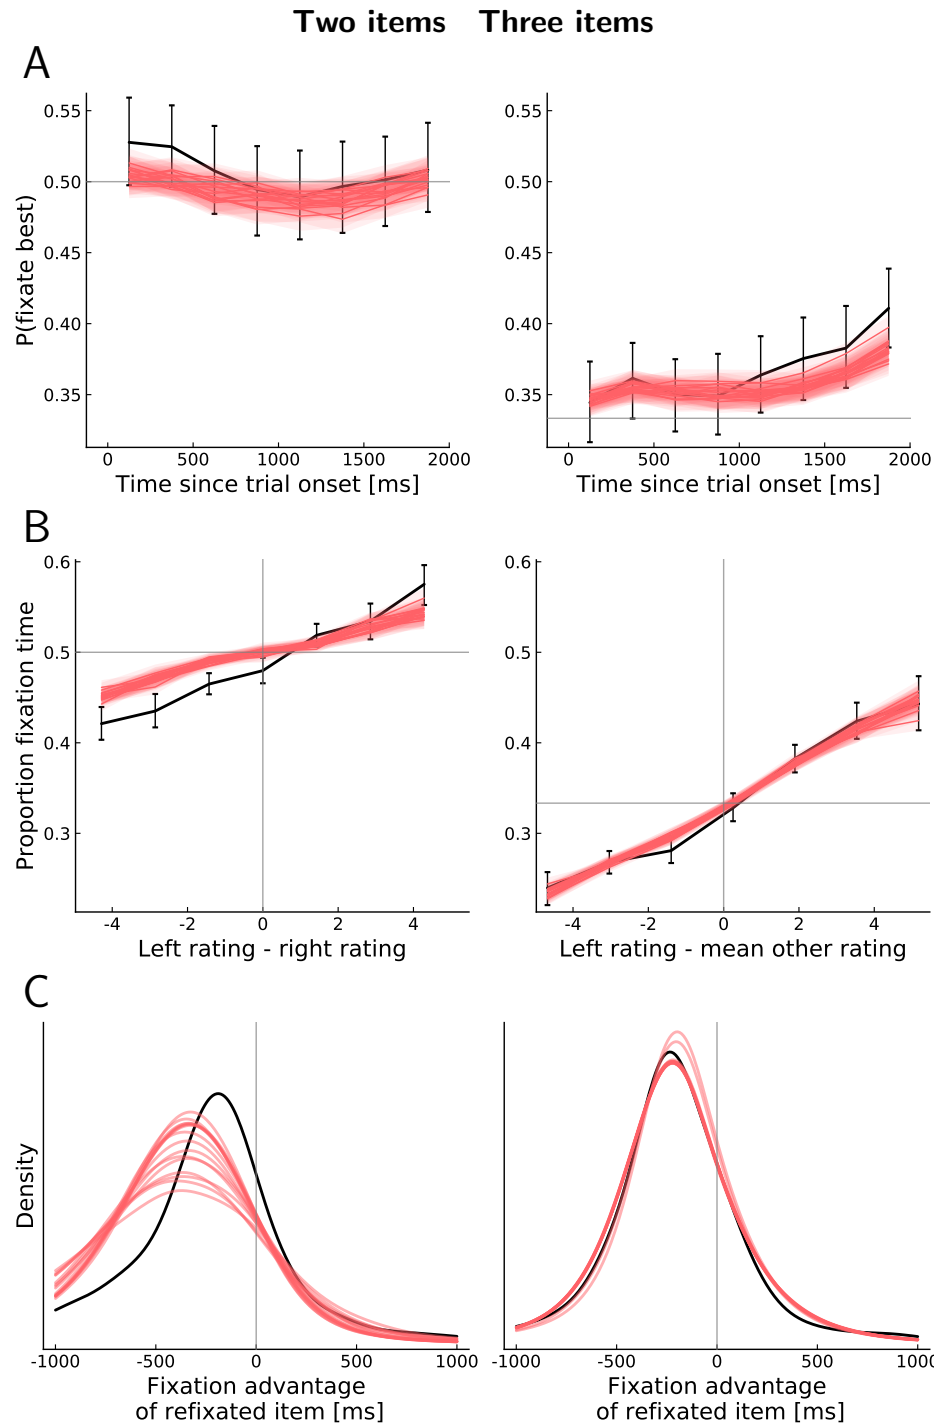 Two items Three items
A
P(fixate best)
0.55
0.50
0.45
0.40
0.35
0 500 1000 1500 2000
Time since trial onset [ms]
0 500 1000 1500 2000
Time since trial onset [ms]
0.55
0.50
0.45
0.40
0.35
B
Proportion fixation time
0.6
0.5
0.4
0.3
-4 -2 0 2 4
Left rating - right rating
0.6
0.5
0.4
0.3
-4 -2 0 2 4
Left rating - mean other rating
C
Density
-1000 -500 0 500 1000
Fixation advantage
of refixated item [ms]
-1000 -500 0 500 1000
Fixation advantage
of refixated item [ms]